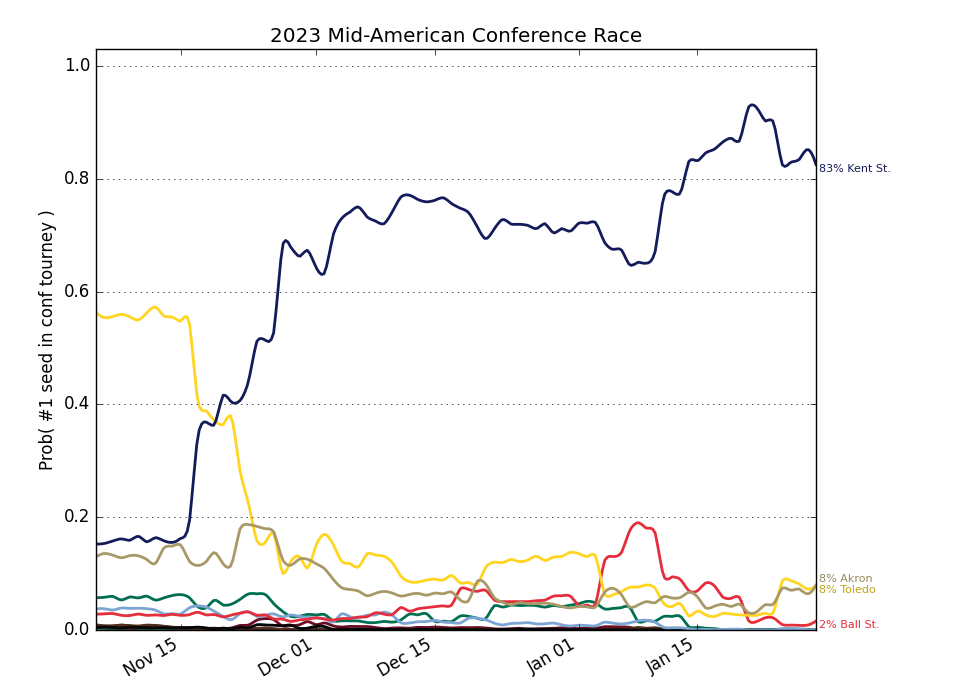 2023 Mid-American Conference Race
Prob( #1 seed in conf tourney )
1.0
0.8
0.6
0.4
0.2
0.0
83% Kent St.
8% Akron
8% Toledo
2% Ball St.
Nov 15
Dec 01
Dec 15
Jan 01
Jan 15